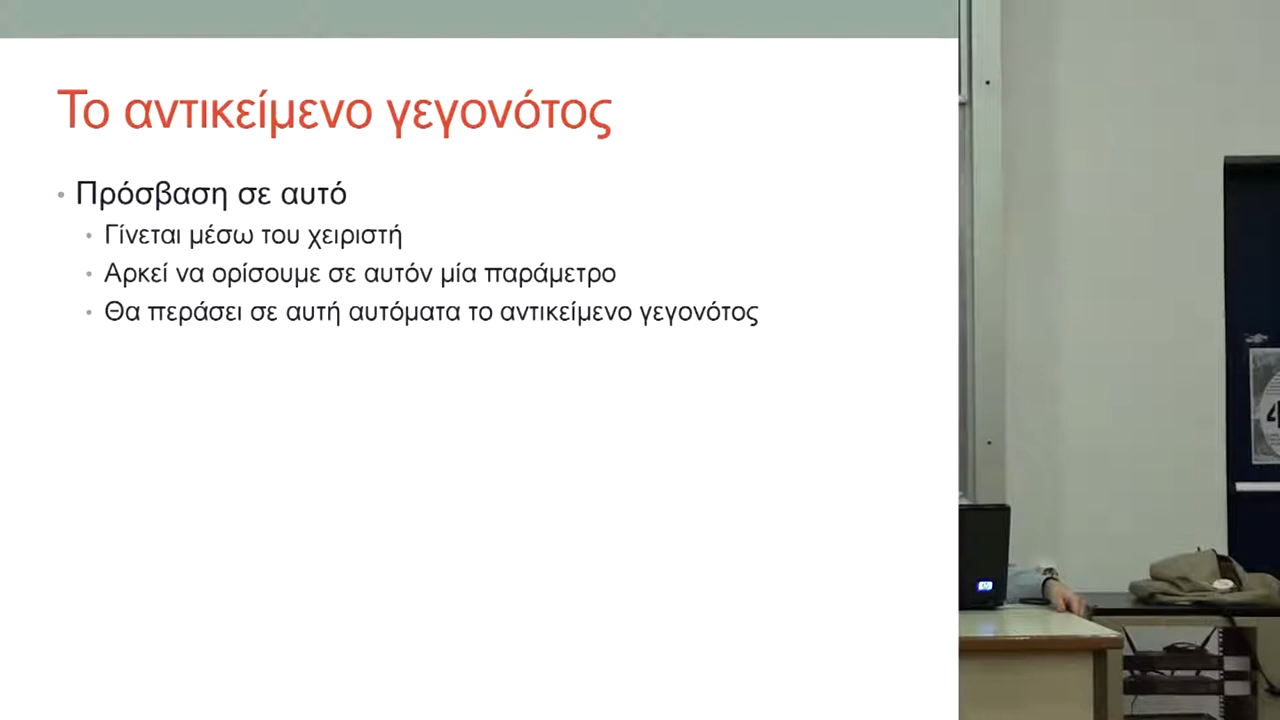 Το αντικείμενο γεγονότος
• Πρόσβαση σε αυτό
• Γίνεται μέσω του χειριστή
• Αρκεί να ορίσουμε σε αυτόν μία παράμετρο
• Θα περάσει σε αυτή αυτόματα το αντικείμενο γεγονότος
hp